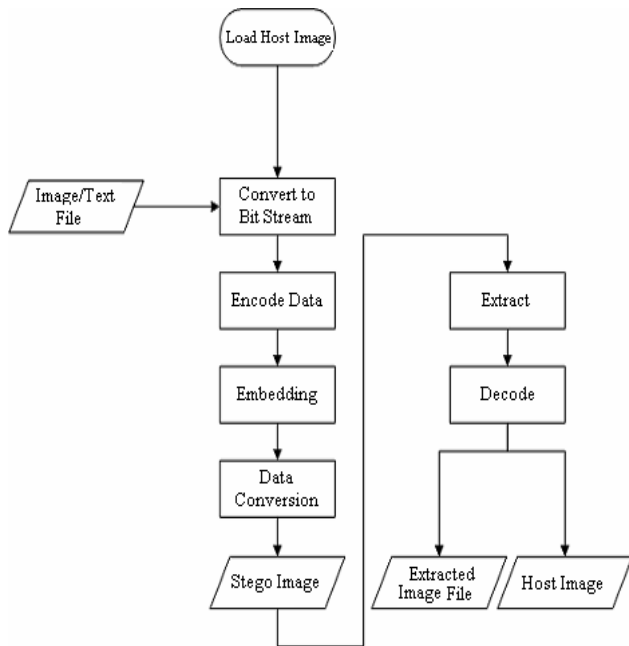 Load Host Image
Image/Text
File
Convert to
Bit Stream
Encode Data
Embedding
Data
Conversion
Stego Image
Extract
Decode
Extracted
Image File
Host Image